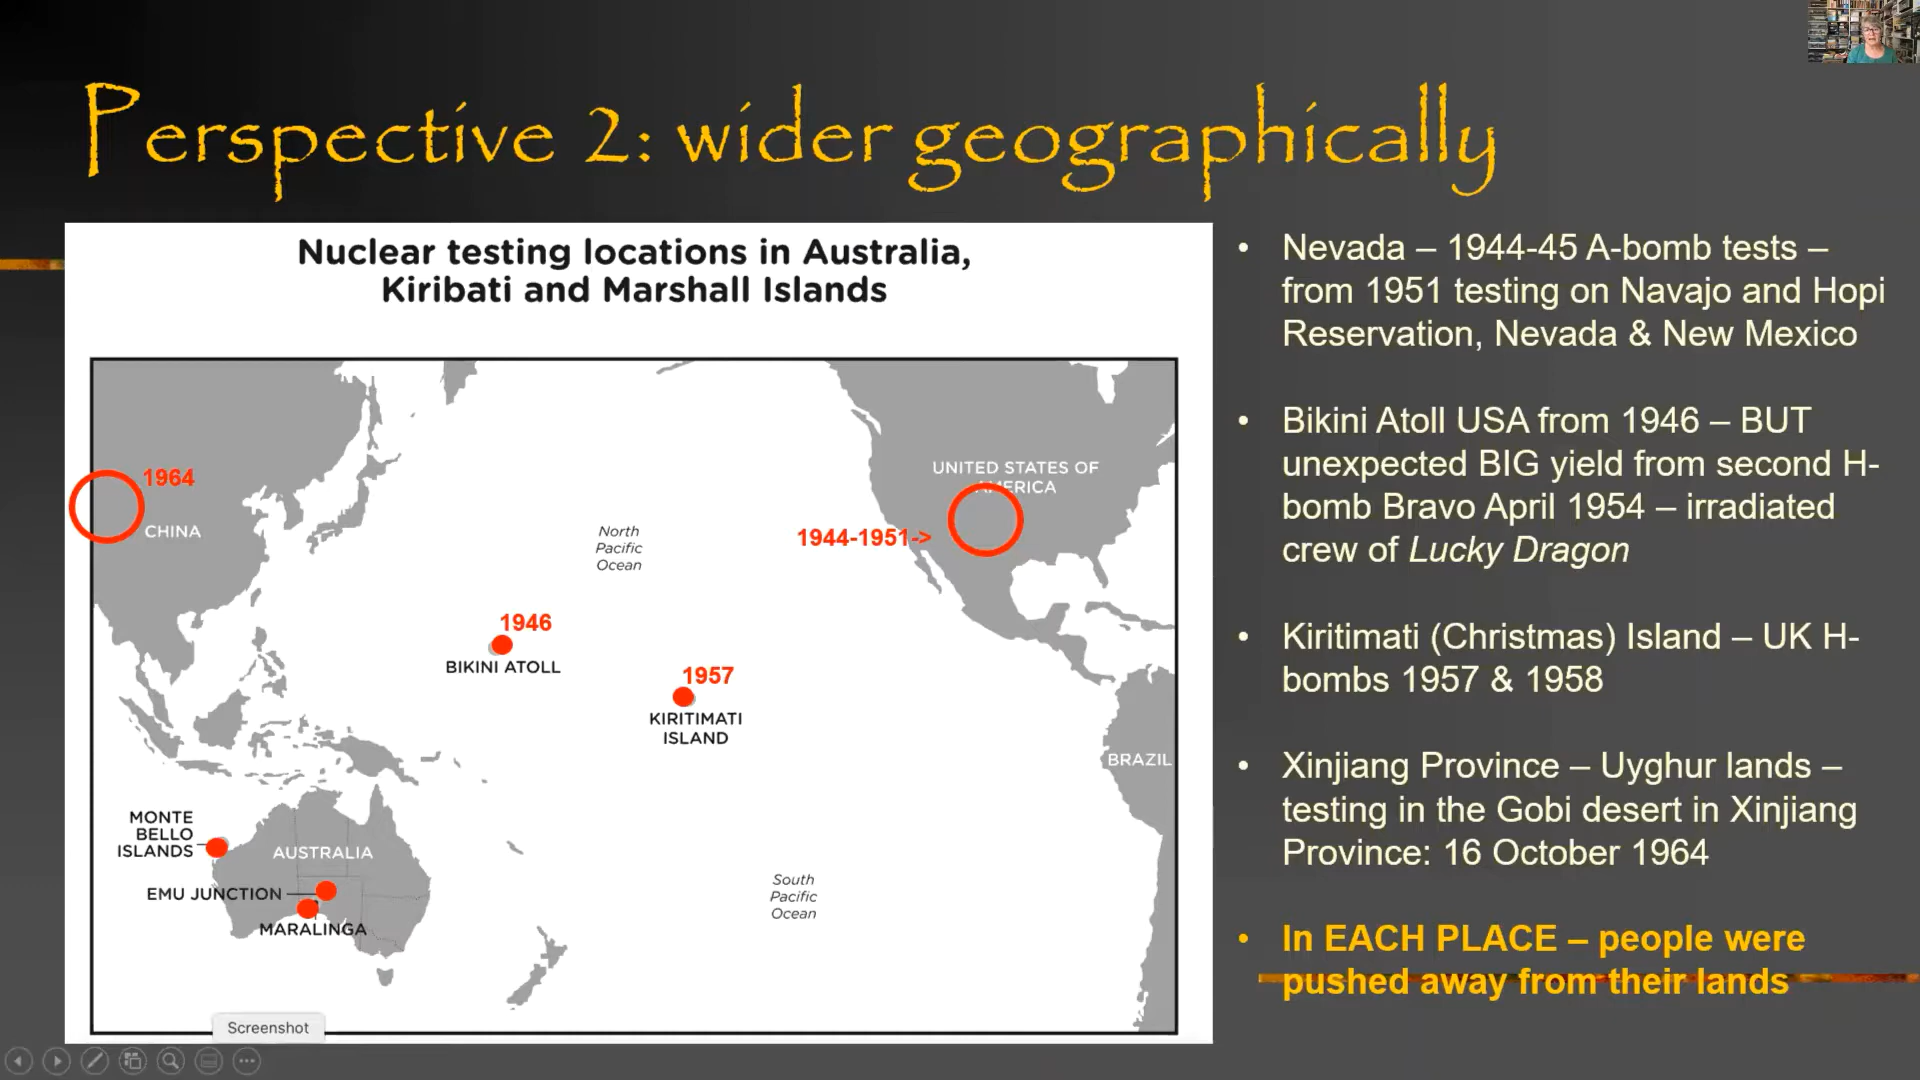 Perspective 2: wider geographically
Nuclear testing locations in Australia,
Kiribati and Marshall Islands
1964
CHINA
North
Pacific
Ocean
UNITED STATES OF
AMERICA
1944-1951->
1946
BIKINI ATOLL
1957
KIRITIMATI
ISLAND
BRAZIL
MONTE
BELLO
ISLANDS
AUSTRALIA
EMU JUNCTION
MARALINGA
South
Pacific
Ocean
Screenshot
• Nevada – 1944-45 A-bomb tests –
from 1951 testing on Navajo and Hopi
Reservation, Nevada & New Mexico
• Bikini Atoll USA from 1946 – BUT
unexpected BIG yield from second H-
bomb Bravo April 1954 – irradiated
crew of Lucky Dragon
• Kiritimati (Christmas) Island – UK H-
bombs 1957 & 1958
• Xinjiang Province – Uyghur lands –
testing in the Gobi desert in Xinjiang
Province: 16 October 1964
• In EACH PLACE – people were
pushed away from their lands